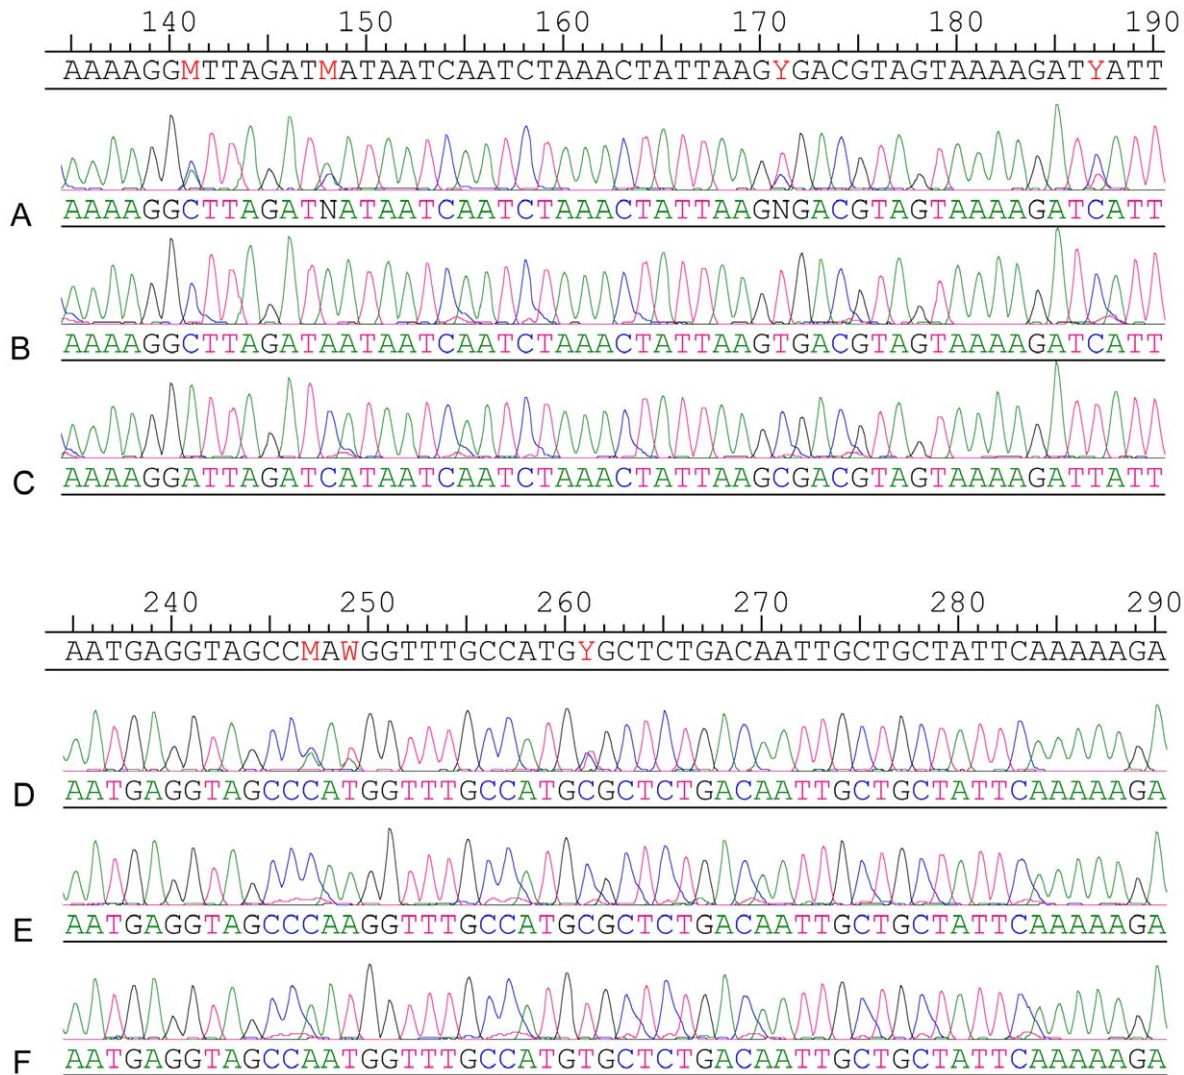 140 150 160 170 180 190
AAAAGGMTTAGATMATAATCAATCTAAACTATTAAGYGACGTAGTAAAAGATYATT
A AAAAGGCTTAGATNATAATCAATCTAAACTATTAAGNGACGTAGTAAAAGATCATT
B AAAAGGCTTAGATAATAATCAATCTAAACTATTAAGTGACGTAGTAAAAGATCATT
C AAAAGGATTAGATCATAATCAATCTAAACTATTAAGCGACGTAGTAAAAGATTATT
240 250 260 270 280 290
AATGAGGTAGCCMAWGGTTTGCCATGYGCTCTGACAATTGCTGCTATTCAAAAAGA
D AATGAGGTAGCCCATGGTTTGCCATGCGCTCTGACAATTGCTGCTATTCAAAAAGA
E AATGAGGTAGCCCAAGGTTTGCCATGCGCTCTGACAATTGCTGCTATTCAAAAAGA
F AATGAGGTAGCCAATGGTTTGCCATGTGCTCTGACAATTGCTGCTATTCAAAAAGA